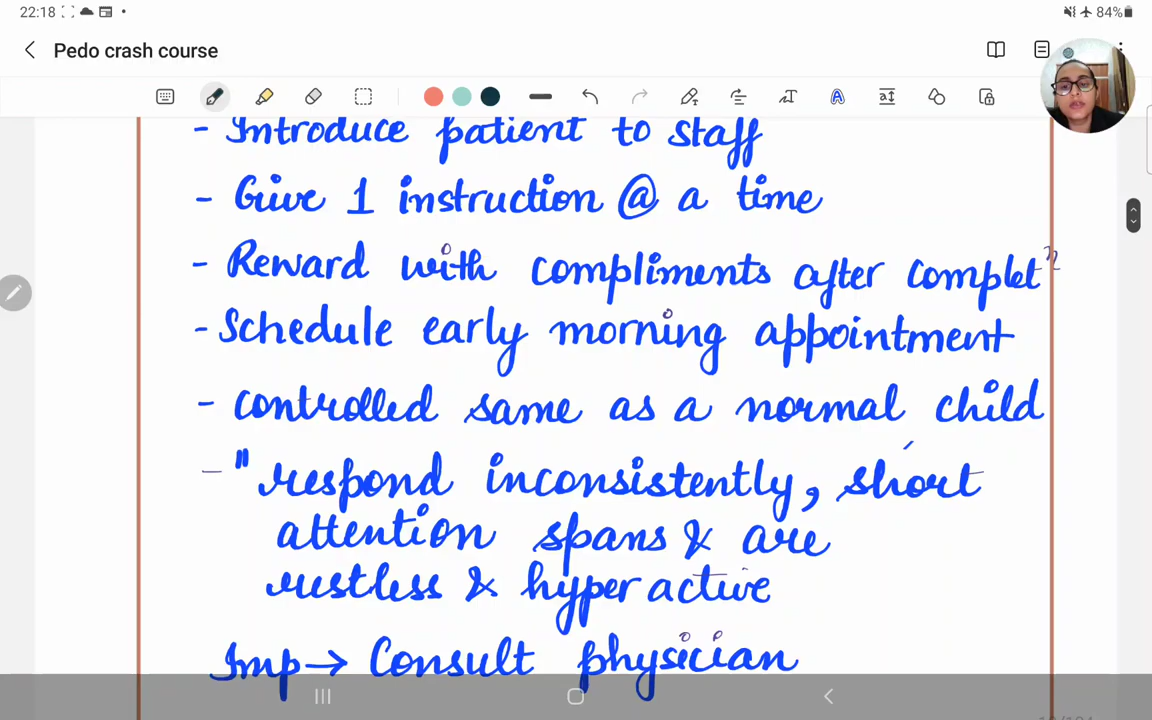 22:18
84%
Pedo crash course
- Introduce patient to staff
- Give 1 instruction @ a time
- Reward with compliments after completⁿ
- Schedule early morning appointment
- controlled same as a normal child
- "respond inconsistently, short
attention spans & are
restless & hyperactive
Imp → Consult physician